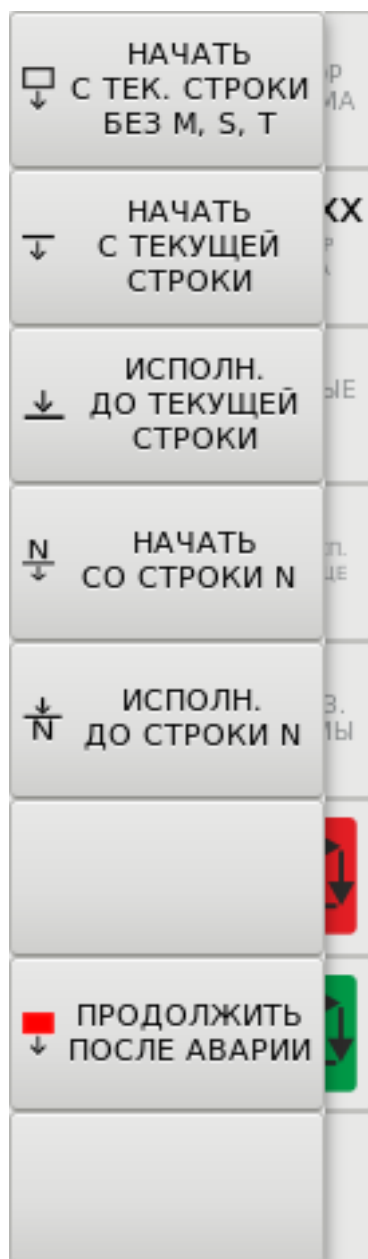 НАЧАТЬ
С ТЕК. СТРОКИ
БЕЗ M, S, T
НАЧАТЬ
С ТЕКУЩЕЙ
СТРОКИ
ИСПОЛН.
ДО ТЕКУЩЕЙ
СТРОКИ
N
НАЧАТЬ
СО СТРОКИ N
N
ИСПОЛН.
ДО СТРОКИ N
ПРОДОЛЖИТЬ
ПОСЛЕ АВАРИИ